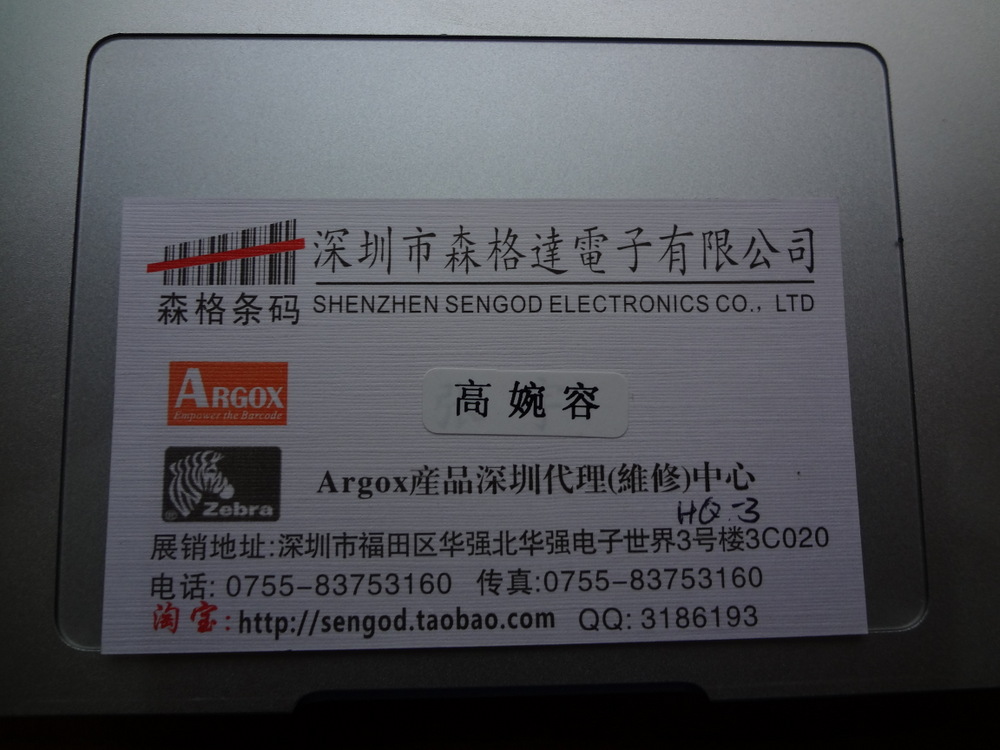 深圳市森格達電子有限公司
森格条码
SHENZHEN SENGOD ELECTRONICS CO., LTD
ARGOX
Empower the Barcode
高婉容
Zebra
®
Argox産品深圳代理(維修)中心
HQ.3
展销地址:深圳市福田区华强北华强电子世界3号楼3C020
电话: 0755-83753160 传真:0755-83753160
淘宝:http://sengod.taobao.com QQ: 3186193